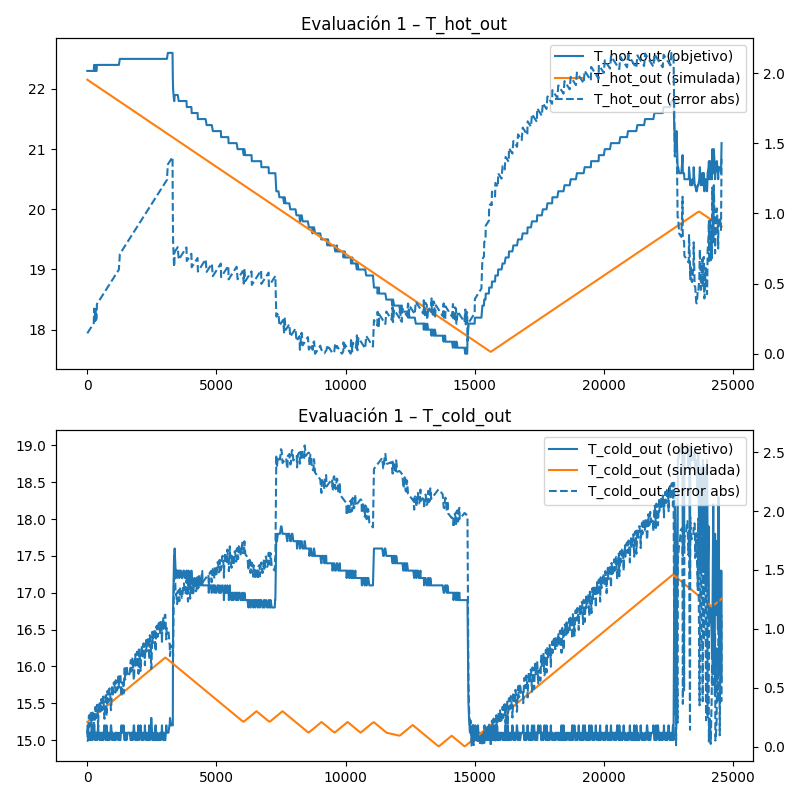 Evaluación 1 – T_hot_out
T_hot_out (objetivo)
T_hot_out (simulada)
T_hot_out (error abs)
22
21
20
19
18
2.0
1.5
1.0
0.5
0.0
0 5000 10000 15000 20000 25000
Evaluación 1 – T_cold_out
T_cold_out (objetivo)
T_cold_out (simulada)
T_cold_out (error abs)
19.0
18.5
18.0
17.5
17.0
16.5
16.0
15.5
15.0
2.5
2.0
1.5
1.0
0.5
0.0
0 5000 10000 15000 20000 25000